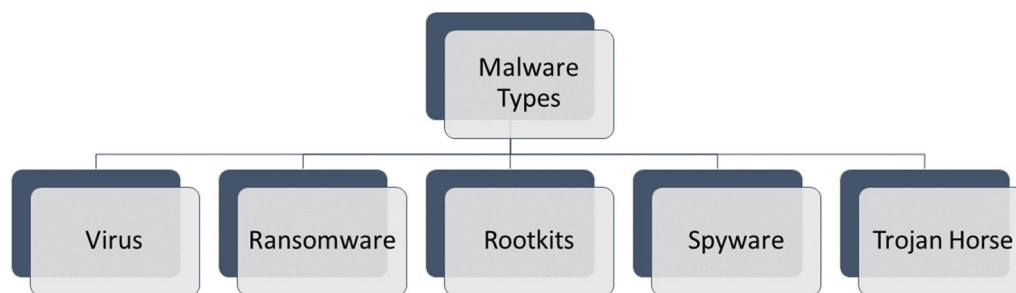 Malware
Types
Virus
Ransomware
Rootkits
Spyware
Trojan Horse